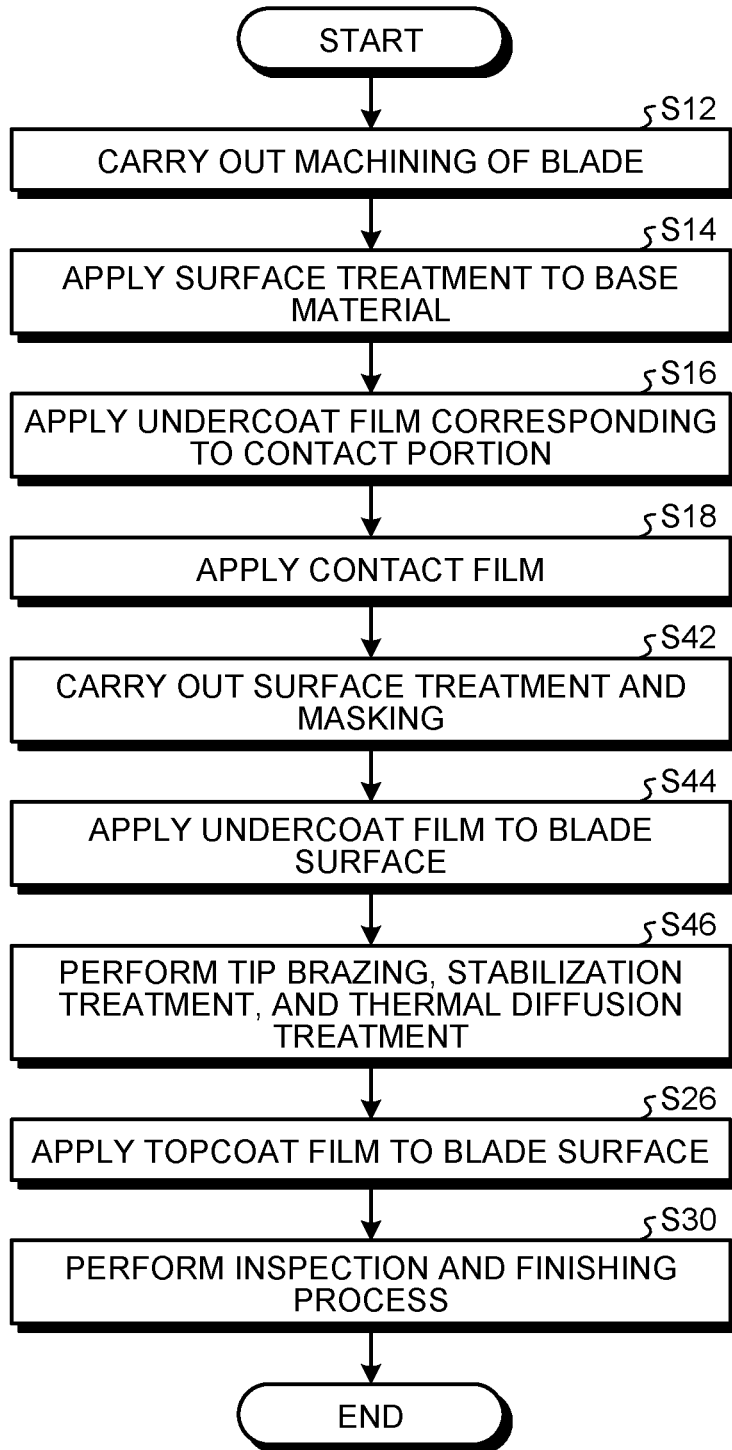 START
S12
CARRY OUT MACHINING OF BLADE
S14
APPLY SURFACE TREATMENT TO BASE
MATERIAL
S16
APPLY UNDERCOAT FILM CORRESPONDING
TO CONTACT PORTION
S18
APPLY CONTACT FILM
S42
CARRY OUT SURFACE TREATMENT AND
MASKING
S44
APPLY UNDERCOAT FILM TO BLADE
SURFACE
S46
PERFORM TIP BRAZING, STABILIZATION
TREATMENT, AND THERMAL DIFFUSION
TREATMENT
S26
APPLY TOPCOAT FILM TO BLADE SURFACE
S30
PERFORM INSPECTION AND FINISHING
PROCESS
END